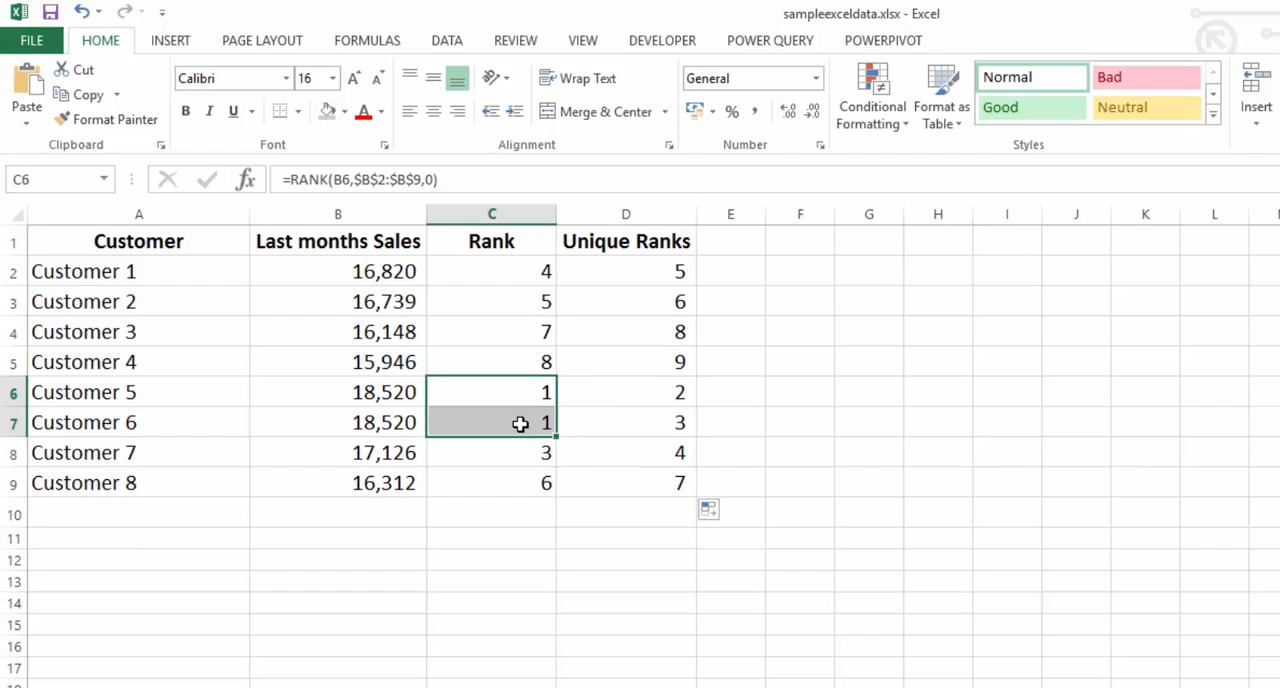 sampleexceldata.xlsx - Excel
FILE HOME INSERT PAGE LAYOUT FORMULAS DATA REVIEW VIEW DEVELOPER POWER QUERY POWERPIVOT
Paste Cut
Copy
Format Painter
Clipboard
Calibri 16 A A
B I U A
Font
Wrap Text
Merge & Center
Alignment
General
% , .0 .00 .00 .0
Number
Conditional Formatting
Format as Table
Normal Bad
Good Neutral
Styles
Insert
C6 fx =RANK(B6,$B$2:$B$9,0)
A B C D E F G H I J K L
1 Customer Last months Sales Rank Unique Ranks
2 Customer 1 16,820 4 5
3 Customer 2 16,739 5 6
4 Customer 3 16,148 7 8
5 Customer 4 15,946 8 9
6 Customer 5 18,520 1 2
7 Customer 6 18,520 1 3
8 Customer 7 17,126 3 4
9 Customer 8 16,312 6 7
10
11
12
13
14
15
16
17